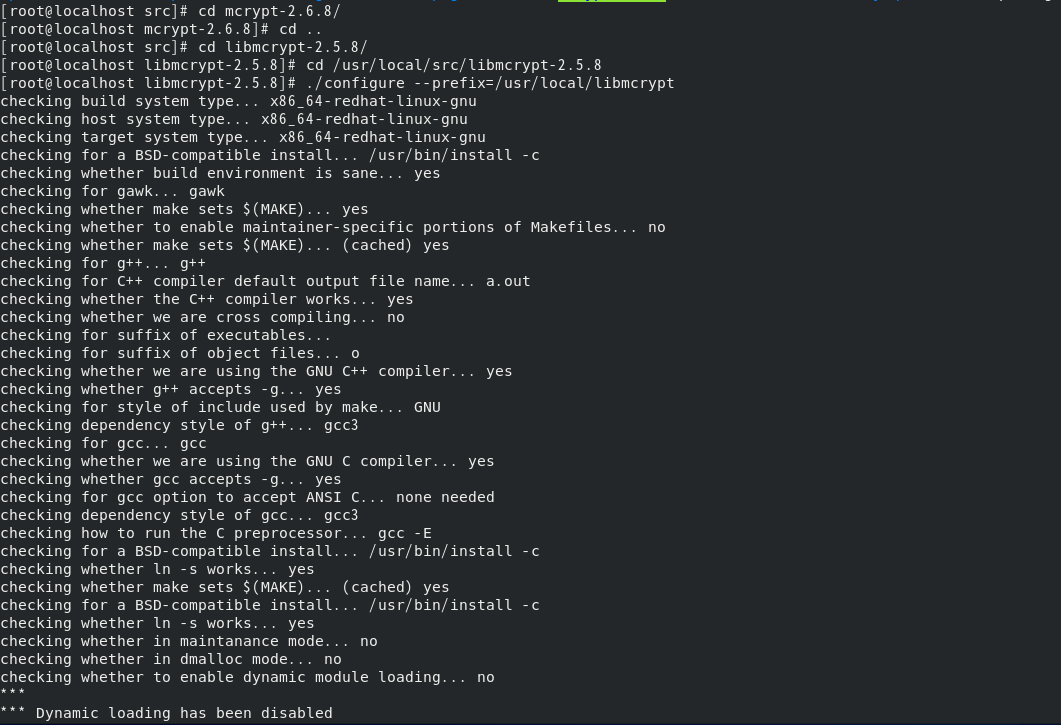 [root@localhost src]# cd mcrypt-2.6.8/
[root@localhost mcrypt-2.6.8]# cd ..
[root@localhost src]# cd libmcrypt-2.5.8/
[root@localhost libmcrypt-2.5.8]# cd /usr/local/src/libmcrypt-2.5.8
[root@localhost libmcrypt-2.5.8]# ./configure --prefix=/usr/local/libmcrypt
checking build system type... x86_64-redhat-linux-gnu
checking host system type... x86_64-redhat-linux-gnu
checking target system type... x86_64-redhat-linux-gnu
checking for a BSD-compatible install... /usr/bin/install -c
checking whether build environment is sane... yes
checking for gawk... gawk
checking whether make sets $(MAKE)... yes
checking whether to enable maintainer-specific portions of Makefiles... no
checking whether make sets $(MAKE)... (cached) yes
checking for g++... g++
checking for C++ compiler default output file name... a.out
checking whether the C++ compiler works... yes
checking whether we are cross compiling... no
checking for suffix of executables...
checking for suffix of object files... o
checking whether we are using the GNU C++ compiler... yes
checking whether g++ accepts -g... yes
checking for style of include used by make... GNU
checking dependency style of g++... gcc3
checking for gcc... gcc
checking whether we are using the GNU C compiler... yes
checking whether gcc accepts -g... yes
checking for gcc option to accept ANSI C... none needed
checking dependency style of gcc... gcc3
checking how to run the C preprocessor... gcc -E
checking for a BSD-compatible install... /usr/bin/install -c
checking whether ln -s works... yes
checking whether make sets $(MAKE)... (cached) yes
checking for a BSD-compatible install... /usr/bin/install -c
checking whether ln -s works... yes
checking whether in maintanance mode... no
checking whether in dmalloc mode... no
checking whether to enable dynamic module loading... no
***
*** Dynamic loading has been disabled